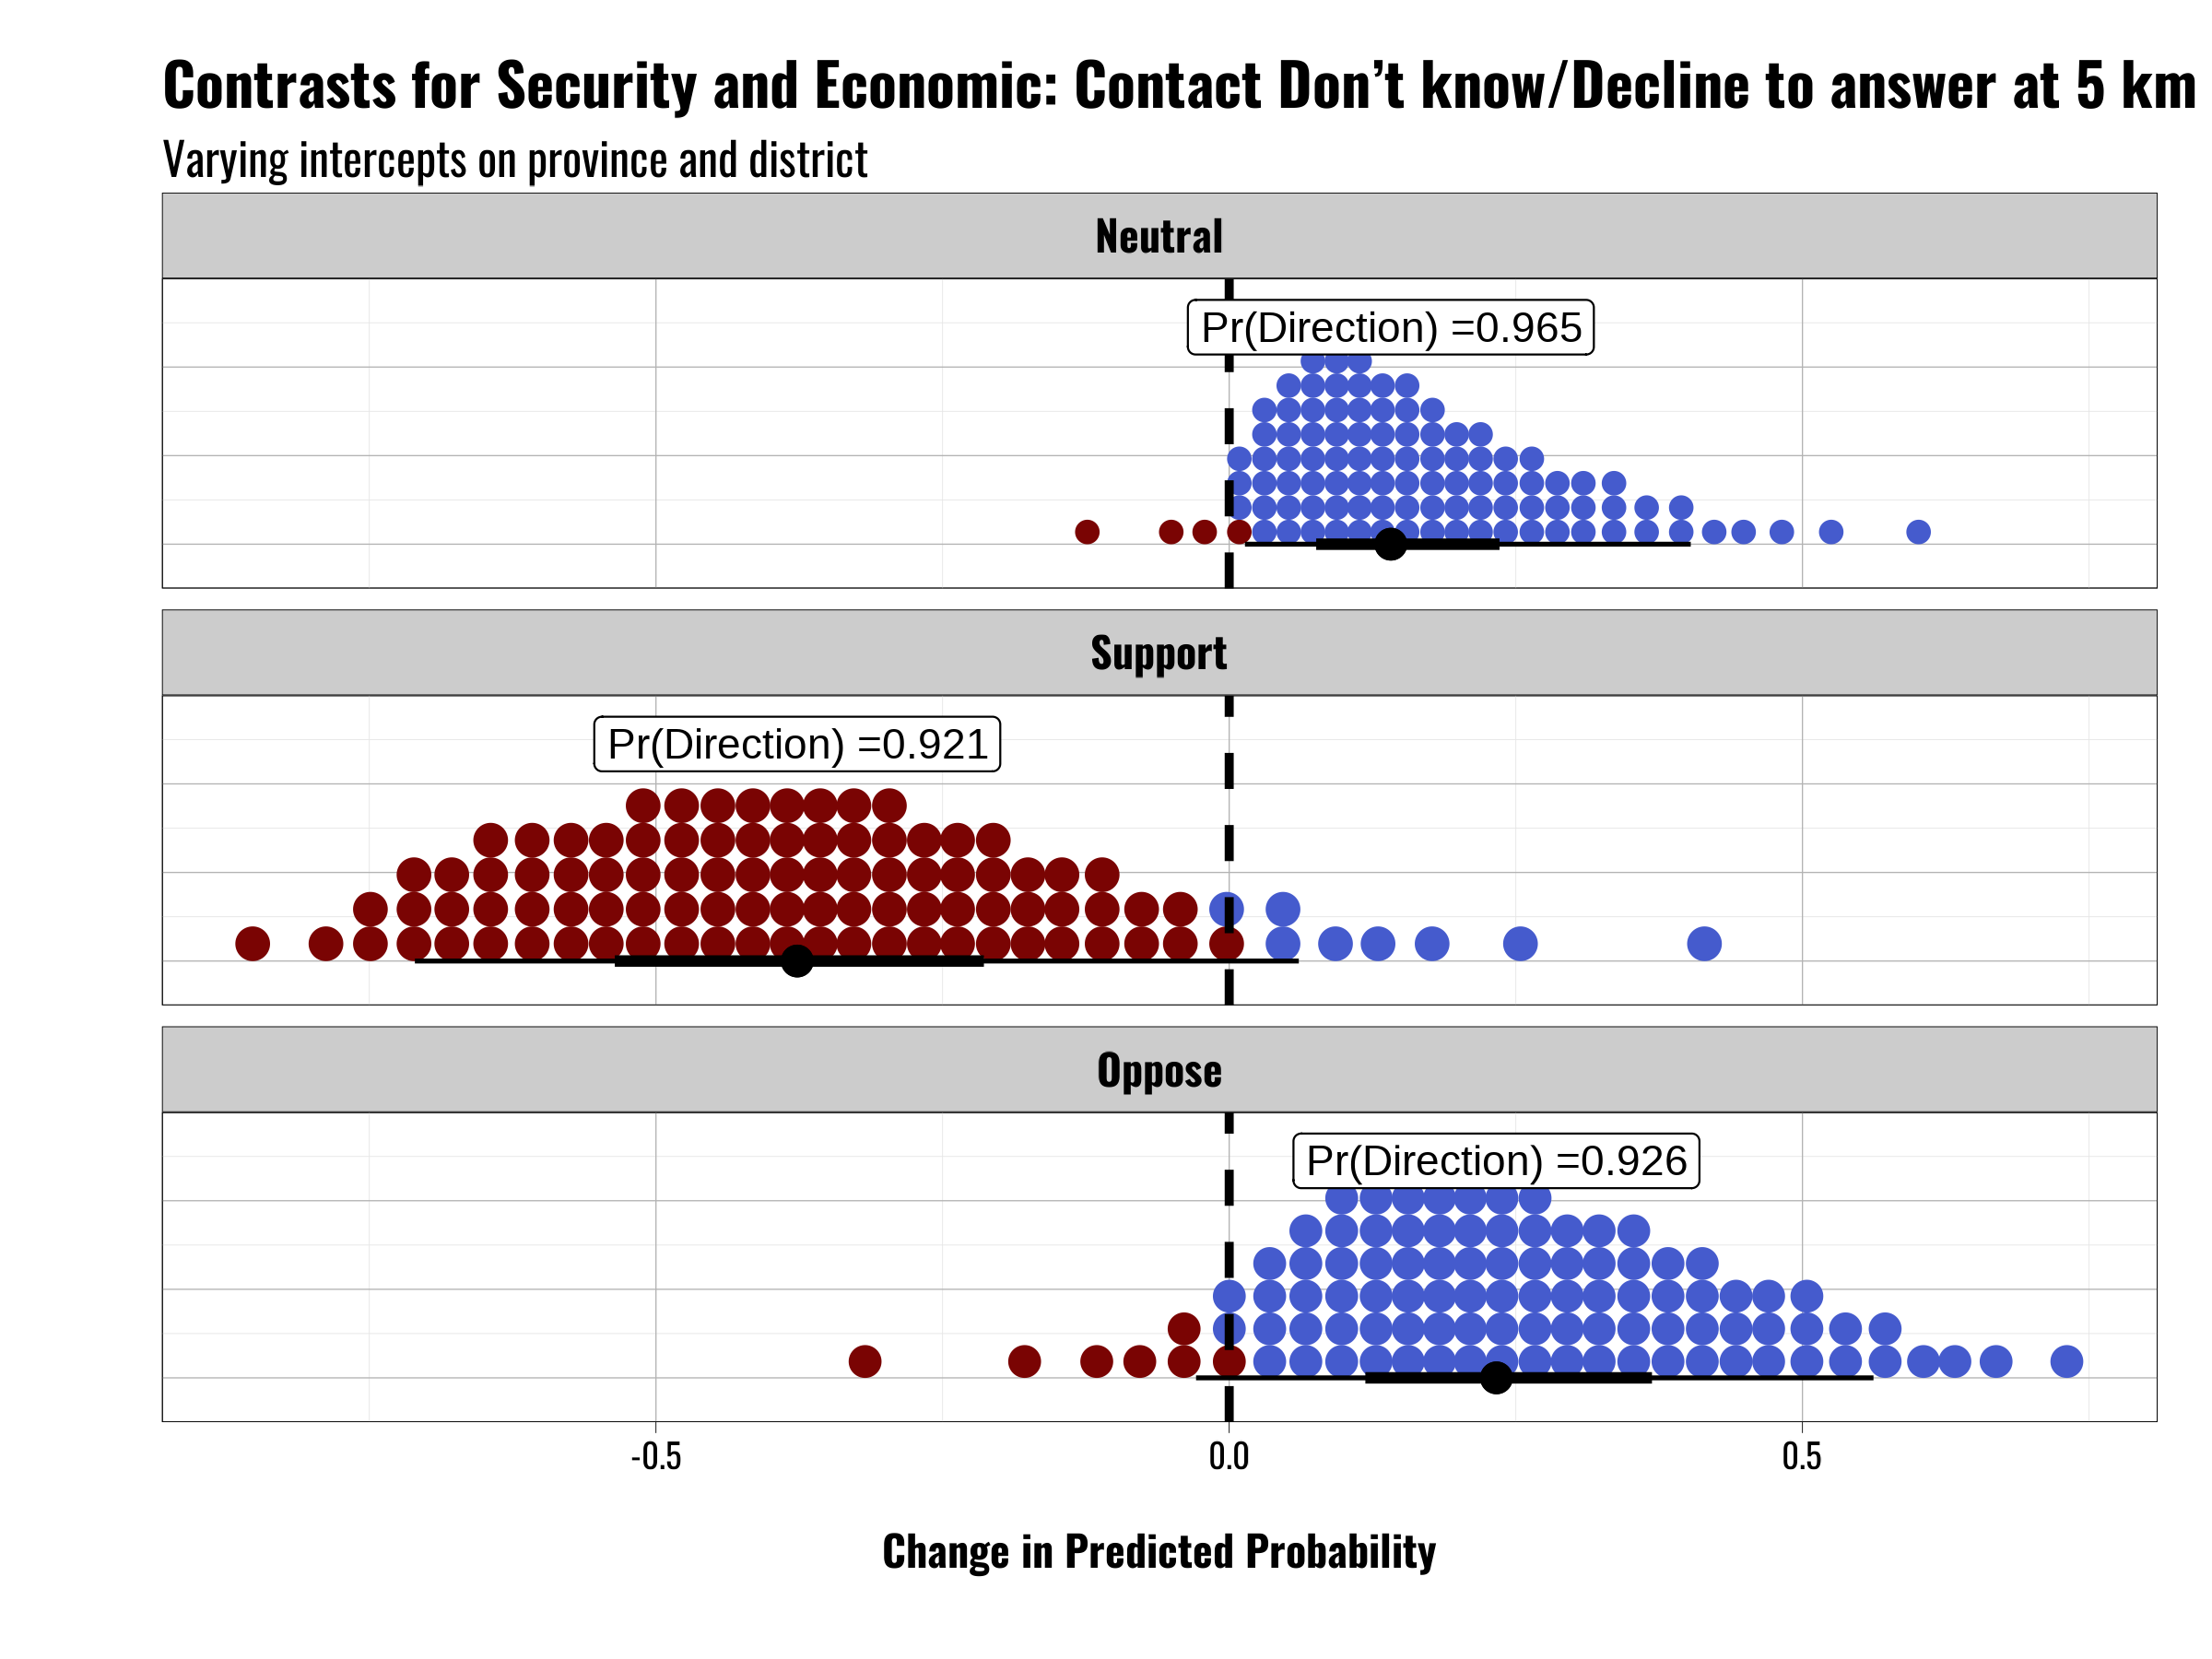 Contrasts for Security and Economic: Contact Don’t know/Decline to answer at 5 km
Varying intercepts on province and district
Neutral
Pr(Direction) =0.965
Support
Pr(Direction) =0.921
Oppose
Pr(Direction) =0.926
-0.5 0.0 0.5
Change in Predicted Probability